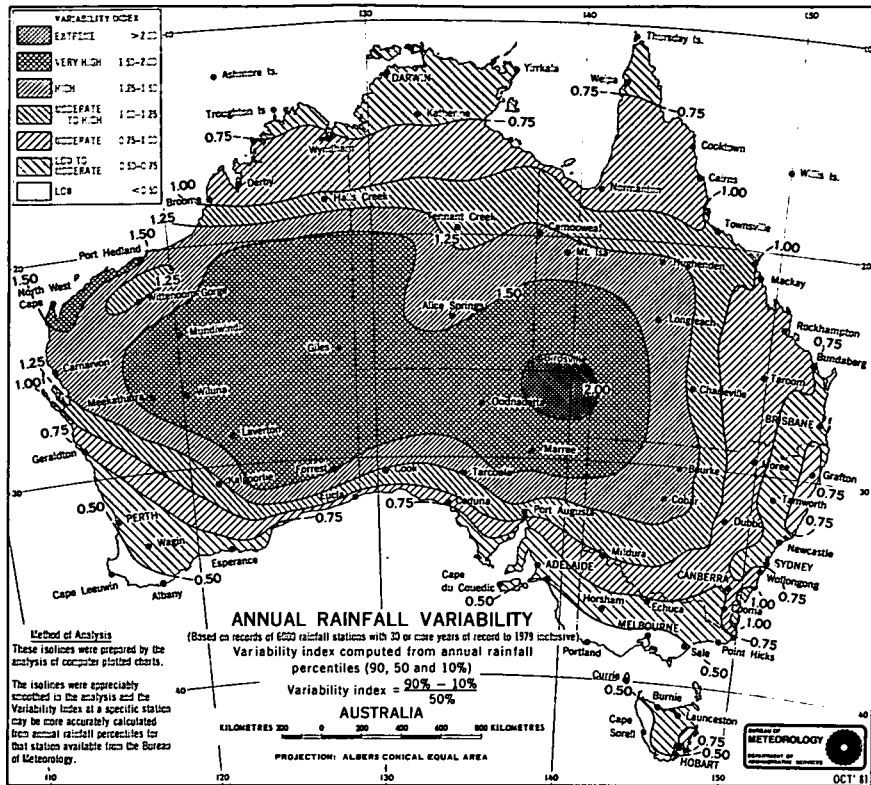 VARIABILITY INDEX
EXTREME >2.00
VERY HIGH 1.50-2.00
HIGH 1.25-1.50
MODERATE TO HIGH 1.00-1.25
MODERATE 0.75-1.00
LOW TO MODERATE 0.50-0.75
LOW <0.50
130
140
150
Thursday Is.
Ashmore Is.
DARWIN
Yirrkala
Weipa
Troughton Is
Katherine
0.75
0.75
0.75
0.75
Wyndham
Cooktown
Derby
Cairns
Willis Is.
1.00
Normanton
1.00
Broome
Halls Creek
1.25
Tennant Creek
Camooweal
Townsville
Port Hedland
1.50
1.25
Mt. Isa
Hughenden
1.00
20
20
1.50
North West Cape
1.25
Mackay
Wittenoom Gorge
1.50
Alice Springs
Longreach
Rockhampton
Mundiwindi
0.75
Giles
Birdsville
Bundaberg
1.25
Carnarvon
2.00
Charleville
Taroom
1.00
Meekatharra
Wiluna
Oodnadatta
BRISBANE
0.75
Laverton
Marree
Geraldton
Kalgoorlie
Forrest
Cook
Tarcoola
Bourke
Moree
Grafton
30
30
Eucla
0.75
Ceduna
Cobar
0.75
0.50
0.75
Port Augusta
Tamworth
PERTH
Dubbo
0.75
Wagin
Mildura
Newcastle
Esperance
0.50
ADELAIDE
CANBERRA
SYDNEY
Cape Leeuwin
Albany
Cape du Couedic
0.50
Horsham
Echuca
Wollongong
1.00
0.75
MELBOURNE
1.00
0.75
Portland
Sale
Point Hicks
0.50
ANNUAL RAINFALL VARIABILITY
(Based on records of 6000 rainfall stations with 30 or more years of record to 1979 inclusive)
Variability index computed from annual rainfall
percentiles (90, 50 and 10%)
Variability index = 90% - 10%
50%
AUSTRALIA
KILOMETRES 200 0 200 400 600 800 KILOMETRES
PROJECTION: ALBERS CONICAL EQUAL AREA
Method of Analysis
These isolines were prepared by the
analysis of computer plotted charts.
The isolines were appreciably
smoothed in the analysis and the
Variability Index at a specific station
may be more accurately calculated
from annual rainfall percentiles for
that station available from the Bureau
of Meteorology.
Currie
0.50
Burnie
Launceston
Cape Sorell
0.75
0.50
HOBART
40
40
BUREAU OF
METEOROLOGY
DEPARTMENT OF
ADMINISTRATIVE SERVICES
110
120
130
140
150
OCT' 81